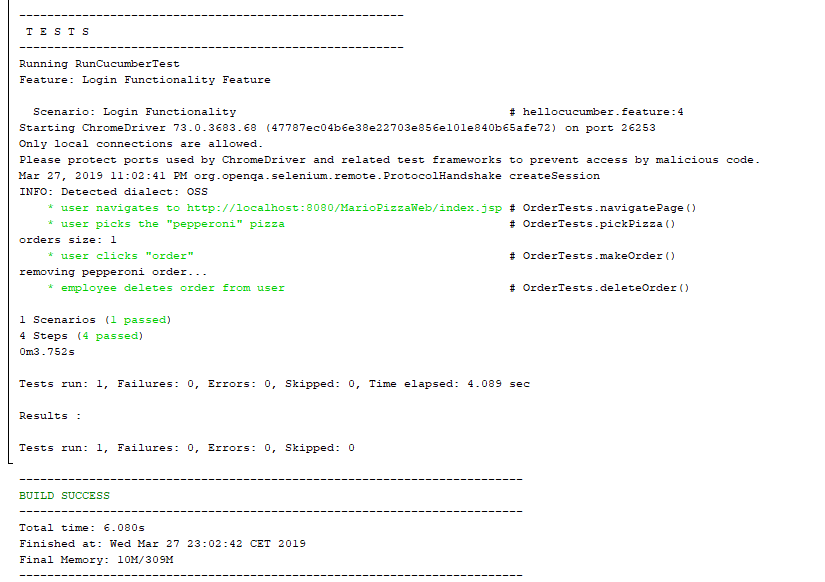 -------------------------------------------------------
 T E S T S
-------------------------------------------------------
Running RunCucumberTest
Feature: Login Functionality Feature

  Scenario: Login Functionality                                       # hellocucumber.feature:4
Starting ChromeDriver 73.0.3683.68 (47787ec04b6e38e22703e856e101e840b65afe72) on port 26253
Only local connections are allowed.
Please protect ports used by ChromeDriver and related test frameworks to prevent access by malicious code.
Mar 27, 2019 11:02:41 PM org.openqa.selenium.remote.ProtocolHandshake createSession
INFO: Detected dialect: OSS
    * user navigates to http://localhost:8080/MarioPizzaWeb/index.jsp # OrderTests.navigatePage()
    * user picks the "pepperoni" pizza                                # OrderTests.pickPizza()
orders size: 1
    * user clicks "order"                                             # OrderTests.makeOrder()
removing pepperoni order...
    * employee deletes order from user                                # OrderTests.deleteOrder()

1 Scenarios (1 passed)
4 Steps (4 passed)
0m3.752s

Tests run: 1, Failures: 0, Errors: 0, Skipped: 0, Time elapsed: 4.089 sec

Results :

Tests run: 1, Failures: 0, Errors: 0, Skipped: 0

------------------------------------------------------------------------
BUILD SUCCESS
------------------------------------------------------------------------
Total time: 6.080s
Finished at: Wed Mar 27 23:02:42 CET 2019
Final Memory: 10M/309M
------------------------------------------------------------------------